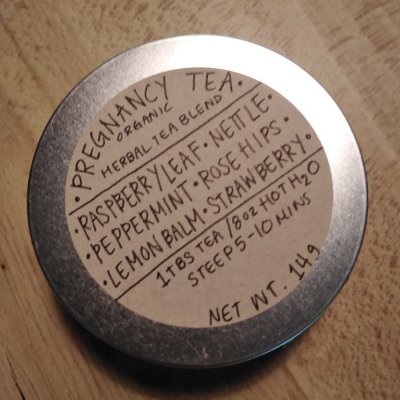 • PREGNANCY TEA •
ORGANIC
HERBAL TEA BLEND
• RASPBERRY LEAF • NETTLE •
• PEPPERMINT • ROSE HIPS •
• LEMON BALM • STRAWBERRY •
1 TBS TEA / 8 OZ HOT H2O
STEEP 5-10 MINS
NET WT. 14g